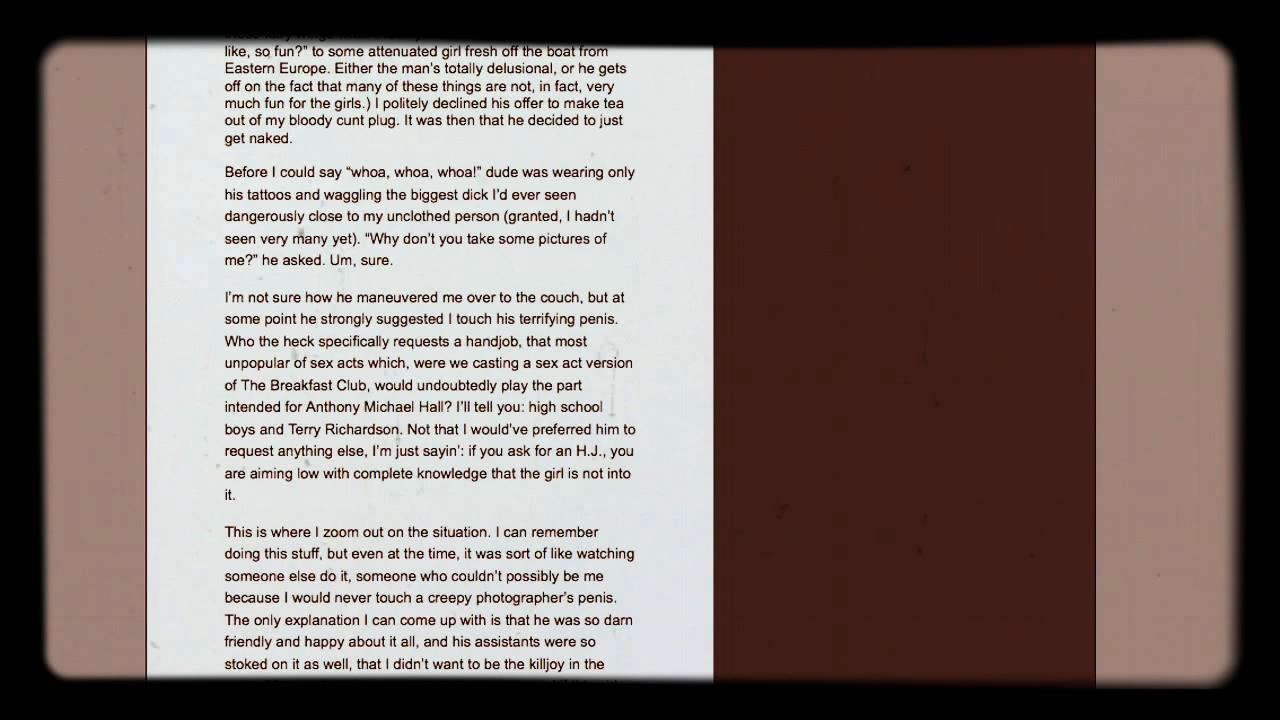 like, so fun?” to some attenuated girl fresh off the boat from
Eastern Europe. Either the man’s totally delusional, or he gets
off on the fact that many of these things are not, in fact, very
much fun for the girls.) I politely declined his offer to make tea
out of my bloody cunt plug. It was then that he decided to just
get naked.
Before I could say “whoa, whoa, whoa!” dude was wearing only
his tattoos and waggling the biggest dick I’d ever seen
dangerously close to my unclothed person (granted, I hadn’t
seen very many yet). “Why don’t you take some pictures of
me?” he asked. Um, sure.
I’m not sure how he maneuvered me over to the couch, but at
some point he strongly suggested I touch his terrifying penis.
Who the heck specifically requests a handjob, that most
unpopular of sex acts which, were we casting a sex act version
of The Breakfast Club, would undoubtedly play the part
intended for Anthony Michael Hall? I’ll tell you: high school
boys and Terry Richardson. Not that I would’ve preferred him to
request anything else, I’m just sayin’: if you ask for an H.J., you
are aiming low with complete knowledge that the girl is not into
it.
This is where I zoom out on the situation. I can remember
doing this stuff, but even at the time, it was sort of like watching
someone else do it, someone who couldn’t possibly be me
because I would never touch a creepy photographer’s penis.
The only explanation I can come up with is that he was so darn
friendly and happy about it all, and his assistants were so
stoked on it as well, that I didn’t want to be the killjoy in the